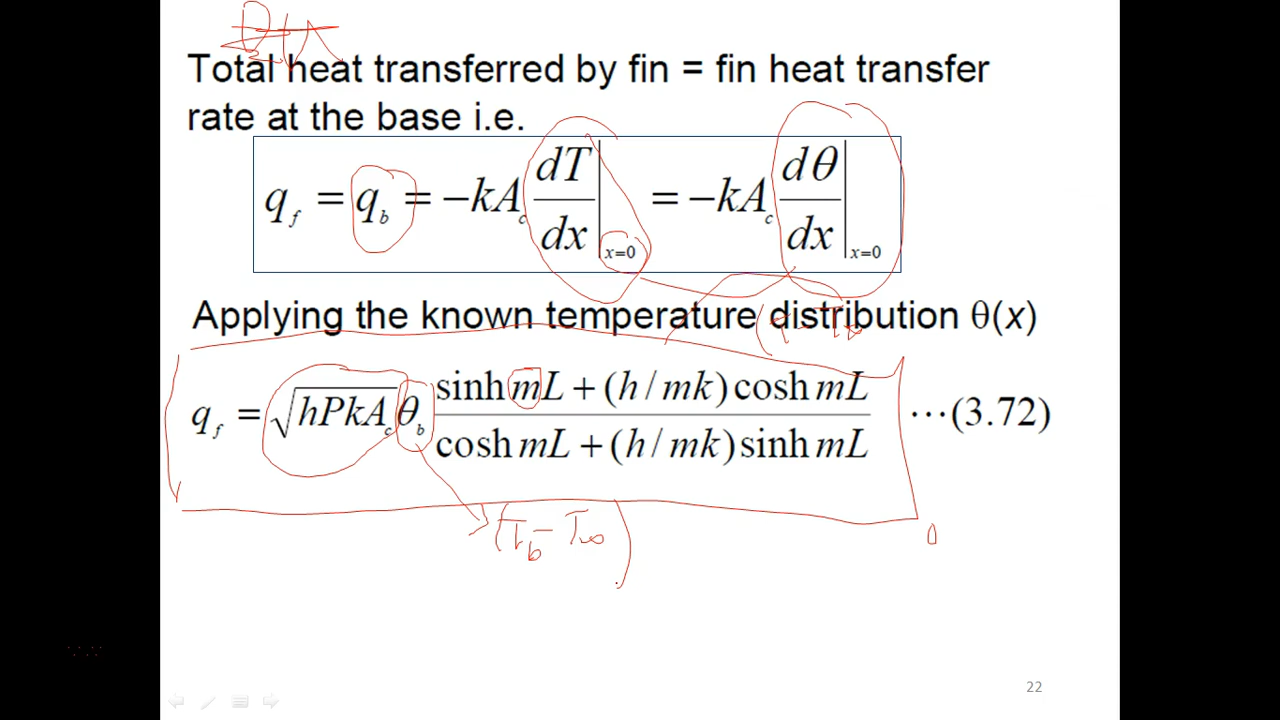 Total heat transferred by fin = fin heat transfer
rate at the base i.e.
q_f = q_b = -kA_c dT/dx |_{x=0} = -kA_c dθ/dx |_{x=0}
Applying the known temperature distribution θ(x)
(T - T∞
q_f = √(hPkA_c) θ_b (sinh mL + (h/mk) cosh mL)/(cosh mL + (h/mk) sinh mL) ⋯(3.72)
(T_b - T∞)
22